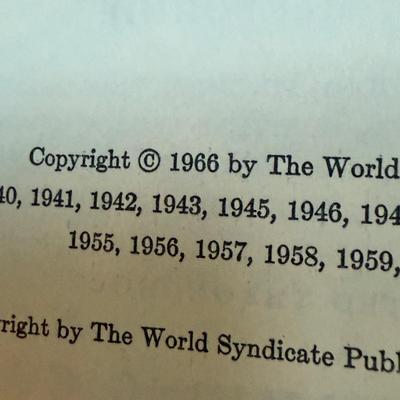 Copyright © 1966 by The World
40, 1941, 1942, 1943, 1945, 1946, 194
1955, 1956, 1957, 1958, 1959,
right by The World Syndicate Publ